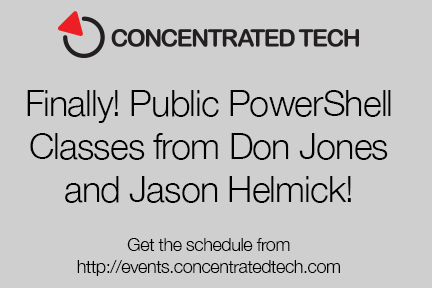 CONCENTRATED TECH
Finally! Public PowerShell
Classes from Don Jones
and Jason Helmick!
Get the schedule from
http://events.concentratedtech.com